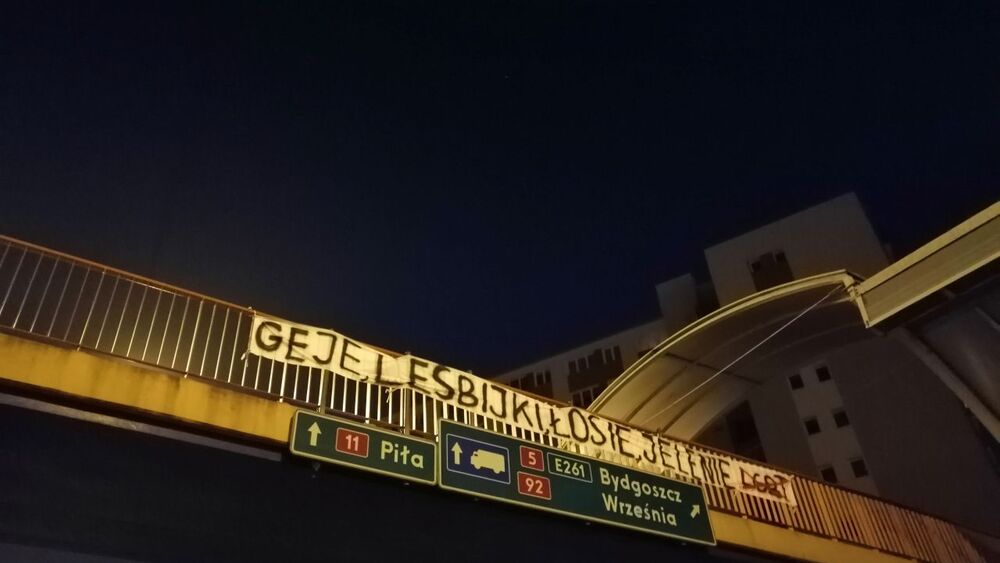 GEJE, LESBIJKI ŁOSIE, JELENIE LGBT
11 Piła
5 E261 92 Bydgoszcz
Września